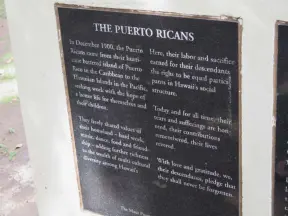 THE PUERTO RICANS
In December 1900, the Puerto
Ricans came from their hurri-
cane battered island of Puerto
Rico in the Caribbean to the
Hawaiian Islands in the Pacific
seeking work with the hope of
a better life for themselves and
their children.
They freely shared values of
their homeland - hard work,
music, dance, food and friend-
ship - adding further richness
to the world's of multi-cultural
diversity among Hawaii's
Here, their labor and sacrifice
earned for their descendants
the right to be equal partici-
pants in Hawaii's social
structure.
Today and for all time, their
tears and sufferings are hon-
ored, their contributions
revered, their lives
With love and gratitude, we,
their descendants, pledge that
they shall never be forgotten.
The Maui